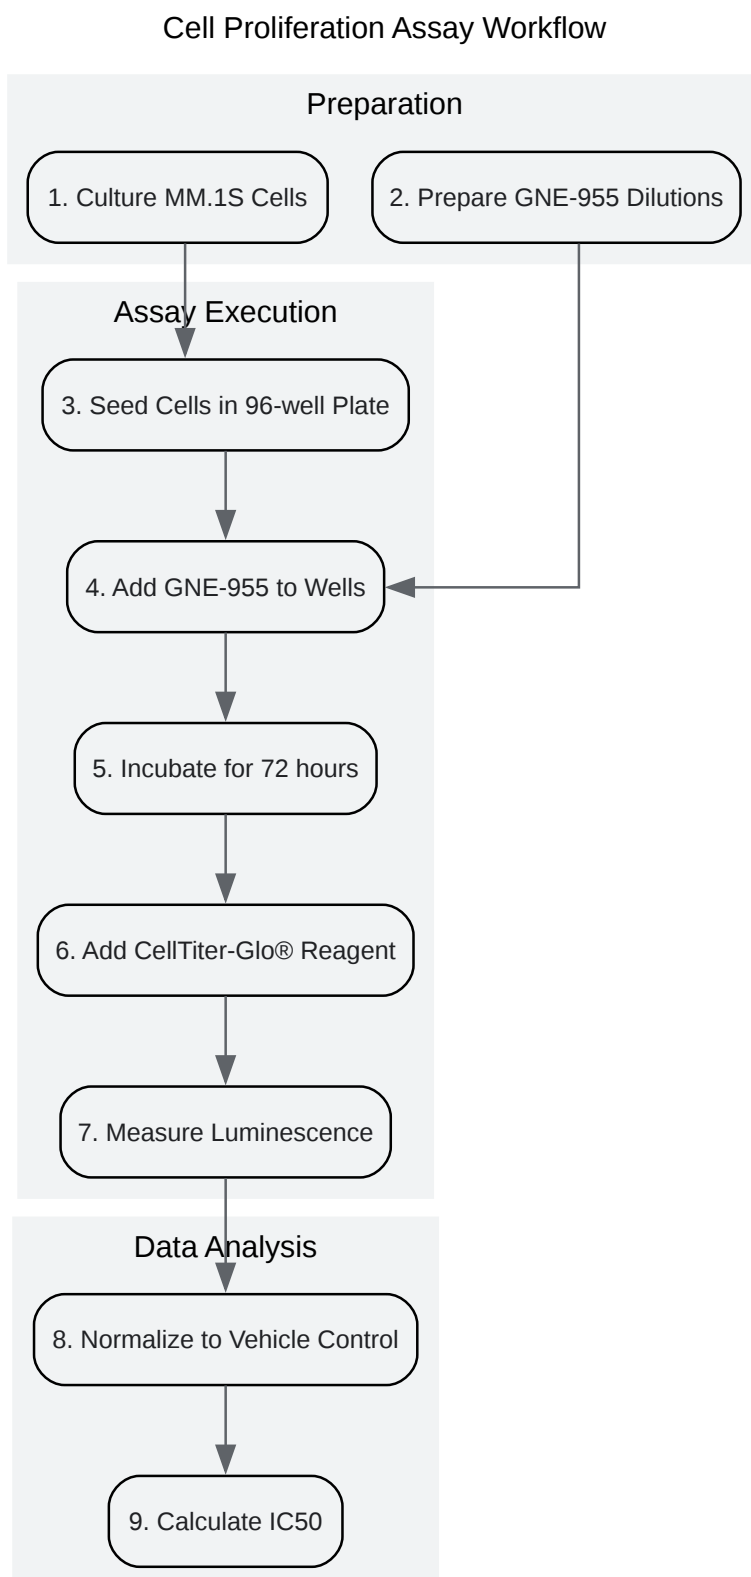 Cell Proliferation Assay Workflow
Preparation
1. Culture MM.1S Cells
2. Prepare GNE-955 Dilutions
Assay Execution
3. Seed Cells in 96-well Plate
4. Add GNE-955 to Wells
5. Incubate for 72 hours
6. Add CellTiter-Glo® Reagent
7. Measure Luminescence
Data Analysis
8. Normalize to Vehicle Control
9. Calculate IC50